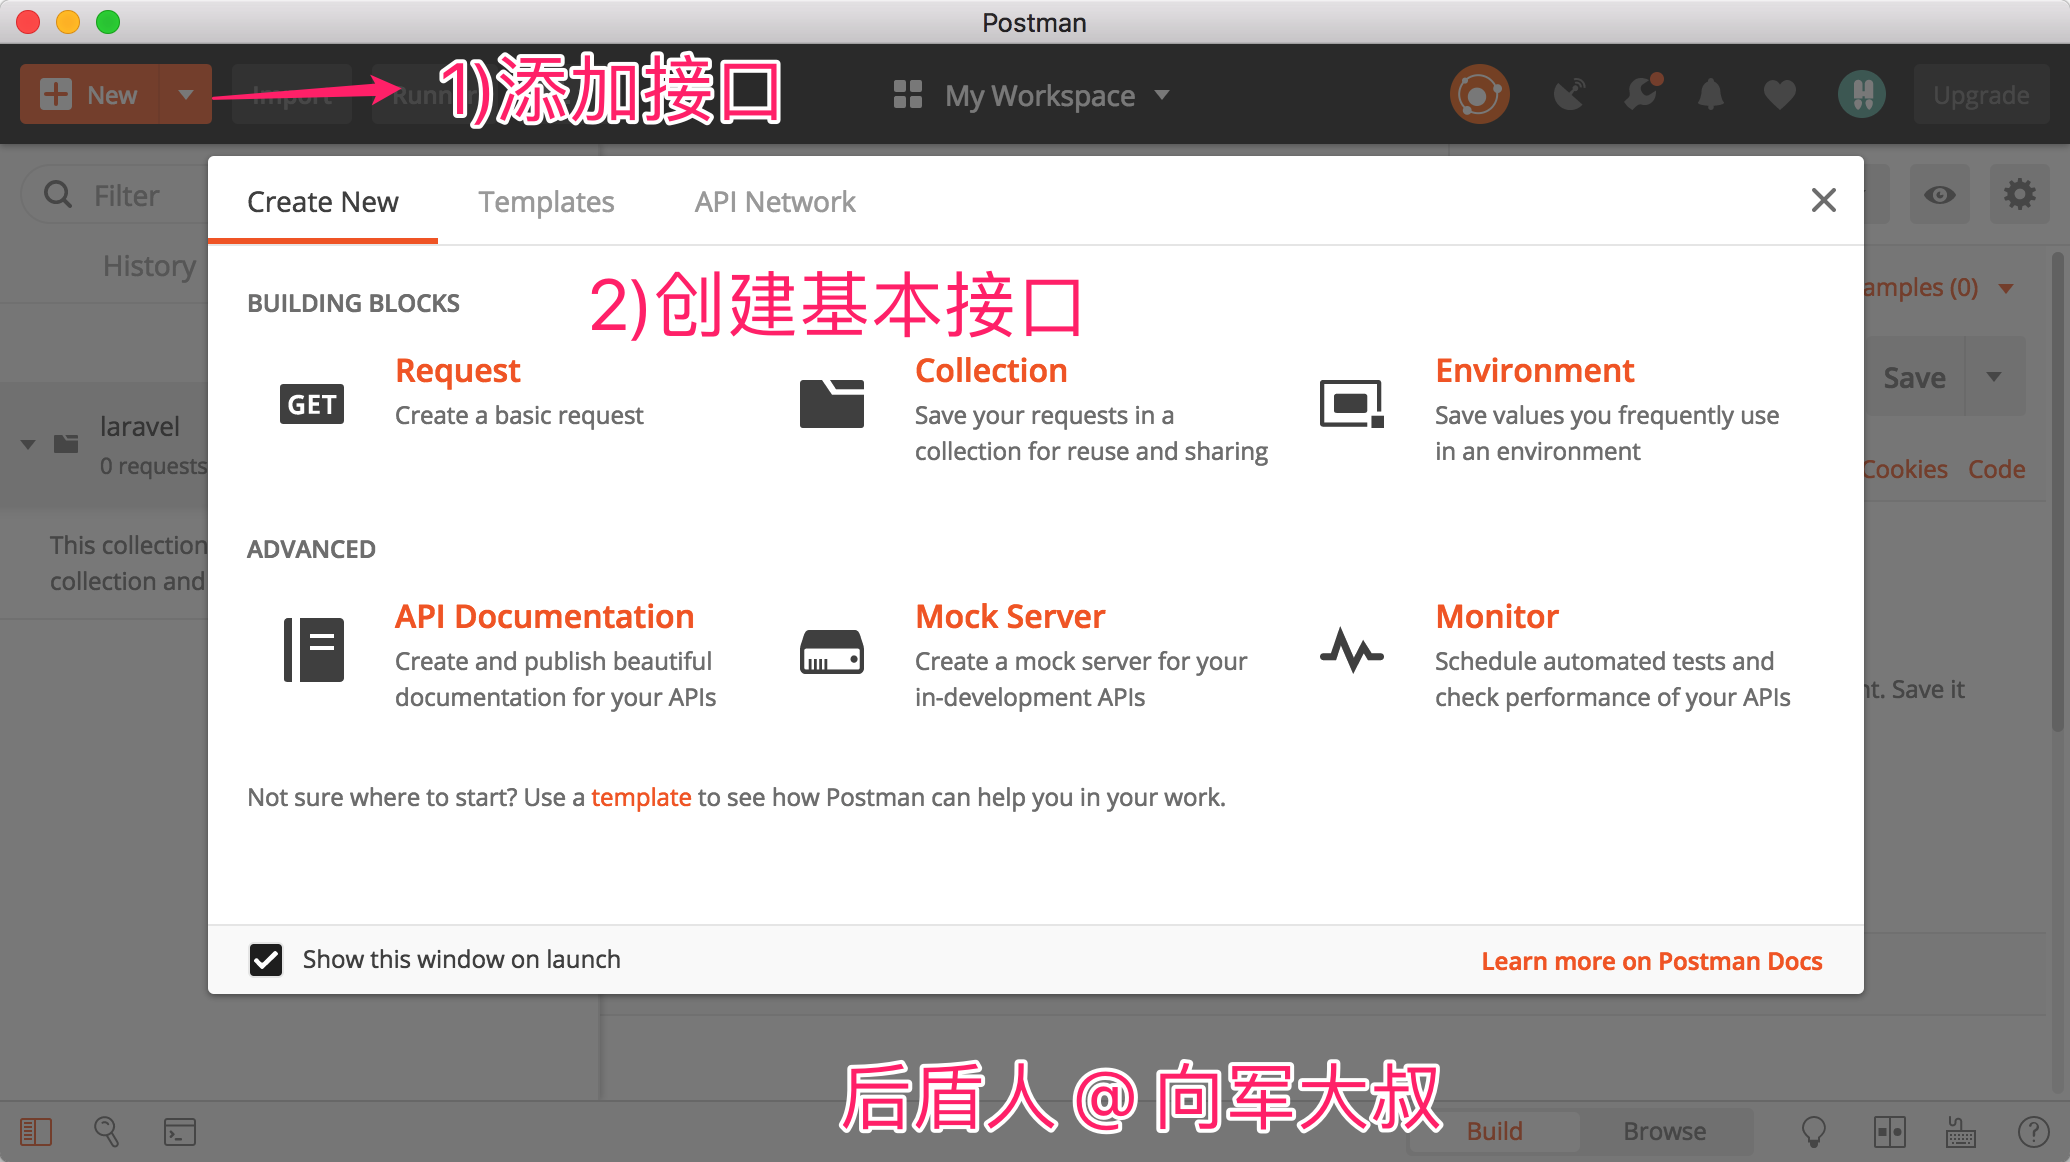 Postman
New
Import
Runner
1)添加接口
My Workspace
Upgrade
Filter
Create New
Templates
API Network
History
2)创建基本接口
BUILDING BLOCKS
amples (0)
GET
Request
Create a basic request
Collection
Save your requests in a
collection for reuse and sharing
Environment
Save values you frequently use
in an environment
Save
laravel
0 requests
Cookies
Code
This collection
collection and
ADVANCED
API Documentation
Create and publish beautiful
documentation for your APIs
Mock Server
Create a mock server for your
in-development APIs
Monitor
Schedule automated tests and
check performance of your APIs
nt. Save it
Not sure where to start? Use a template to see how Postman can help you in your work.
Show this window on launch
Learn more on Postman Docs
后盾人 @ 向军大叔
Build
Browse